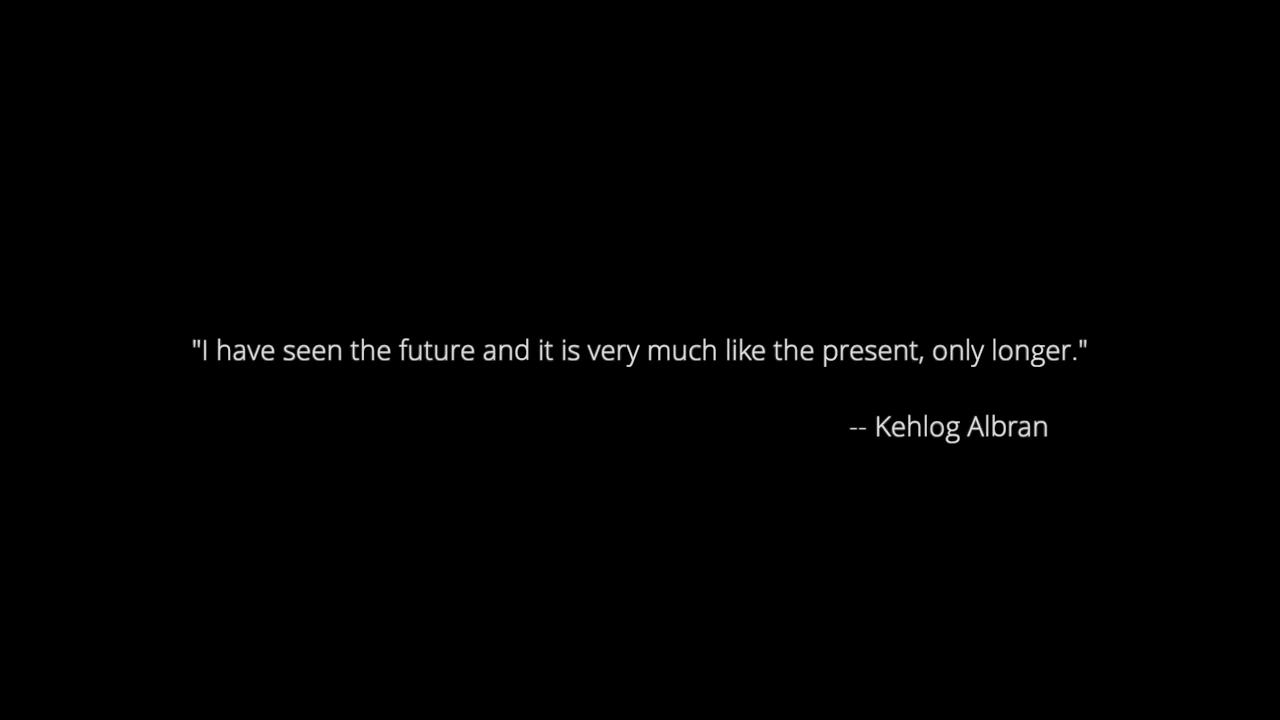 "I have seen the future and it is very much like the present, only longer."
-- Kehlog Albran